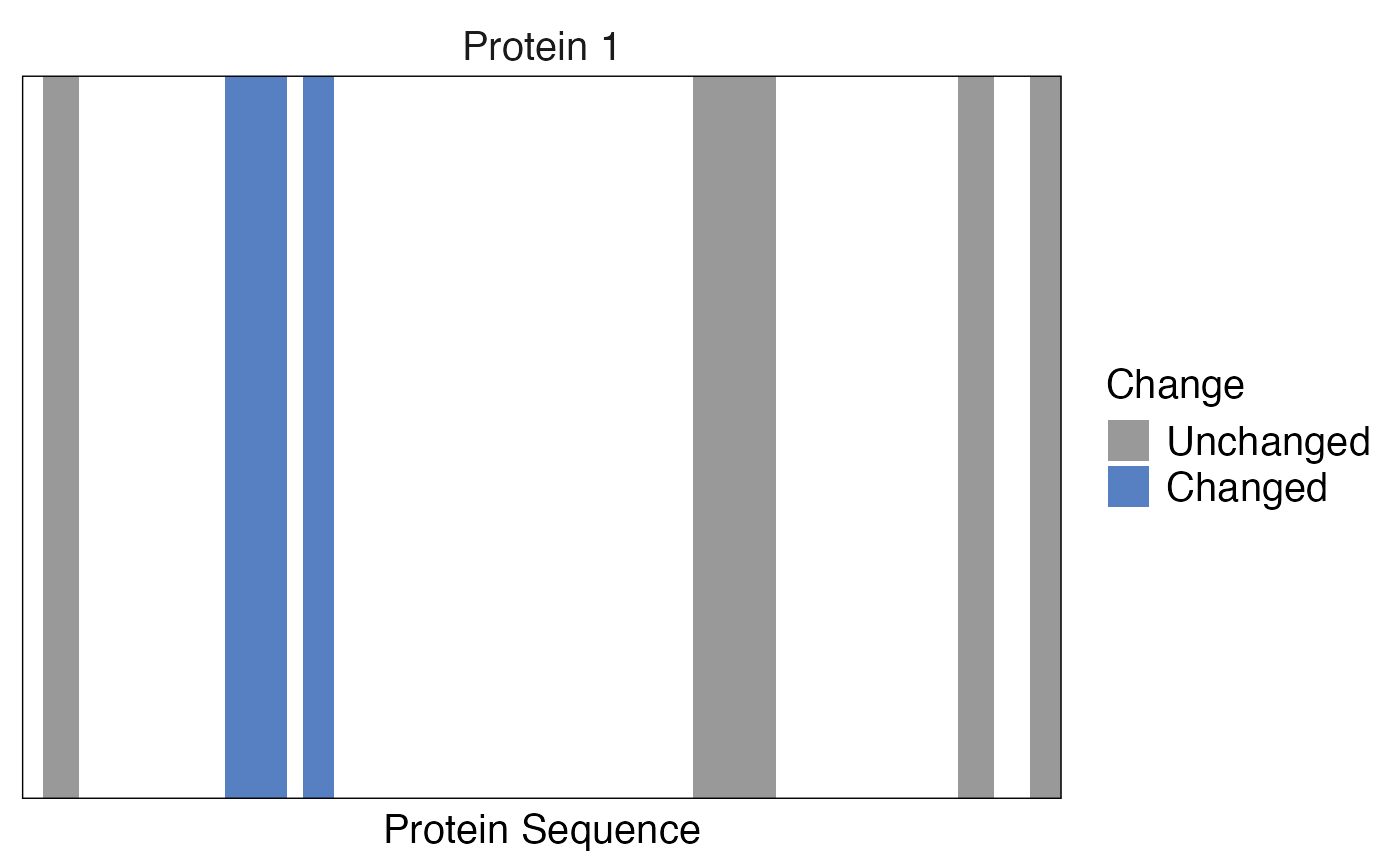 Protein 1
Change
Unchanged
Changed
Protein Sequence